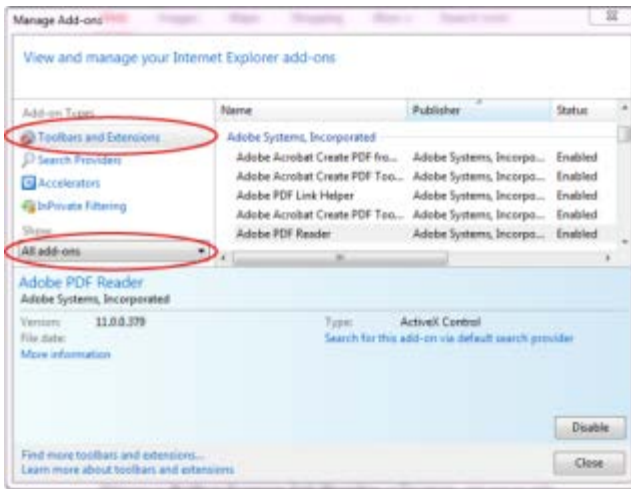 Manage Add-ons
View and manage your Internet Explorer add-ons
Add-on Types
Toolbars and Extensions
Search Providers
Accelerators
InPrivate Filtering
Show:
All add-ons
Name Publisher Status
Adobe Systems, Incorporated
Adobe Acrobat Create PDF fro... Adobe Systems, Incorpo... Enabled
Adobe Acrobat Create PDF Too... Adobe Systems, Incorpo... Enabled
Adobe PDF Link Helper Adobe Systems, Incorpo... Enabled
Adobe Acrobat Create PDF Too... Adobe Systems, Incorpo... Enabled
Adobe PDF Reader Adobe Systems, Incorpo... Enabled
Adobe PDF Reader
Adobe Systems, Incorporated
Version: 11.0.0.379 Type: ActiveX Control
File date: Search for this add-on via default search provider
More information
Disable
Find more toolbars and extensions...
Learn more about toolbars and extensions
Close